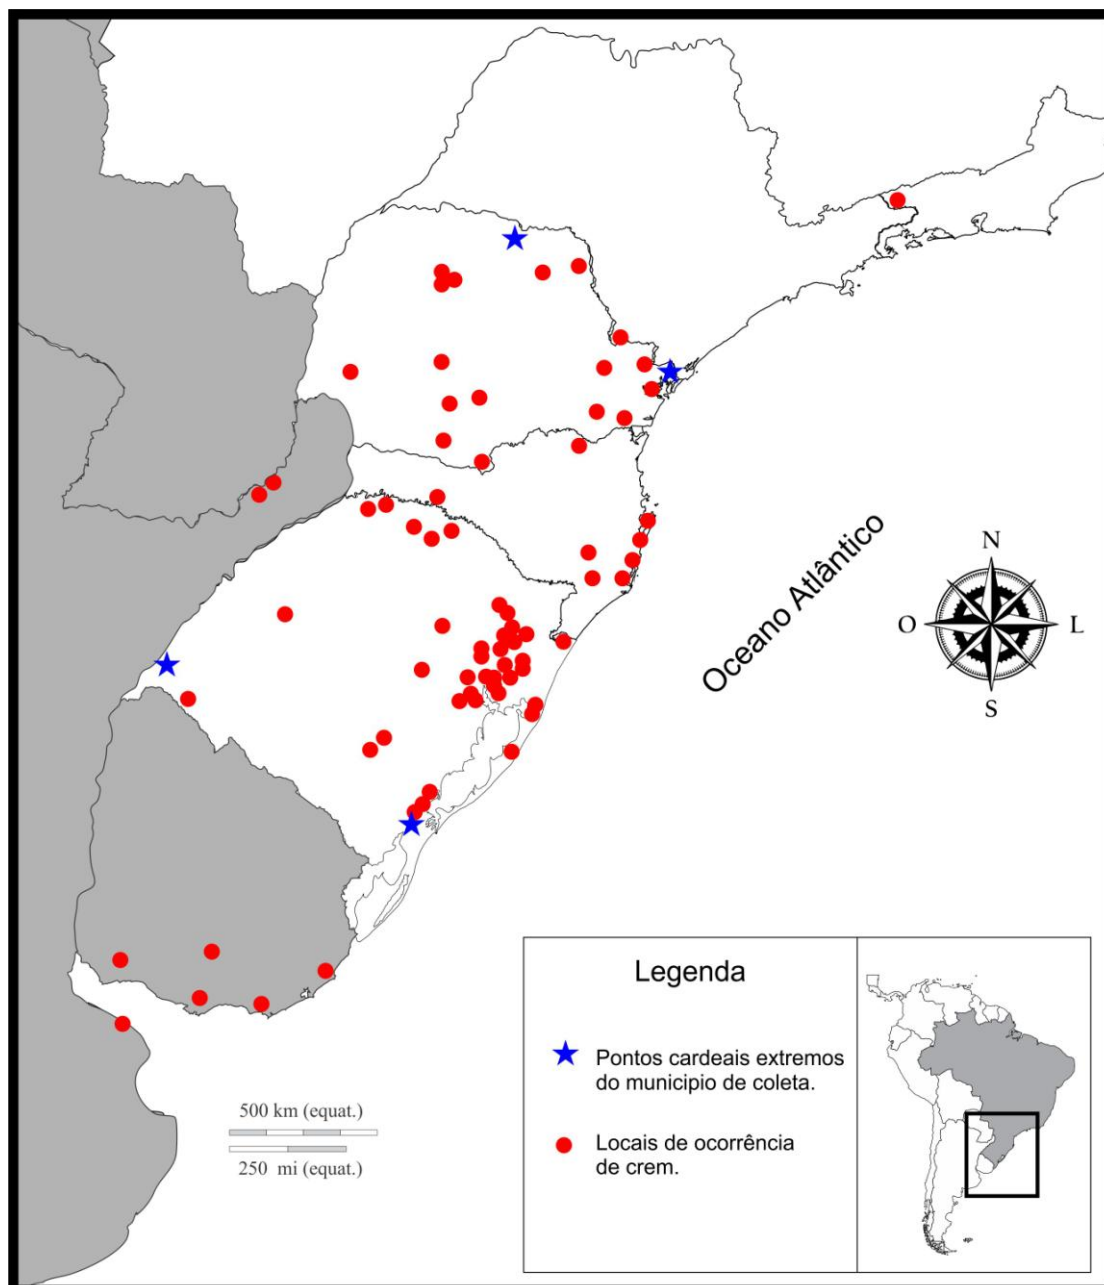 Oceano Atlântico
N
O
L
S
Legenda
Pontos cardeais extremos
do municipio de coleta.
Locais de ocorrência
de crem.
500 km (equat.)
250 mi (equat.)